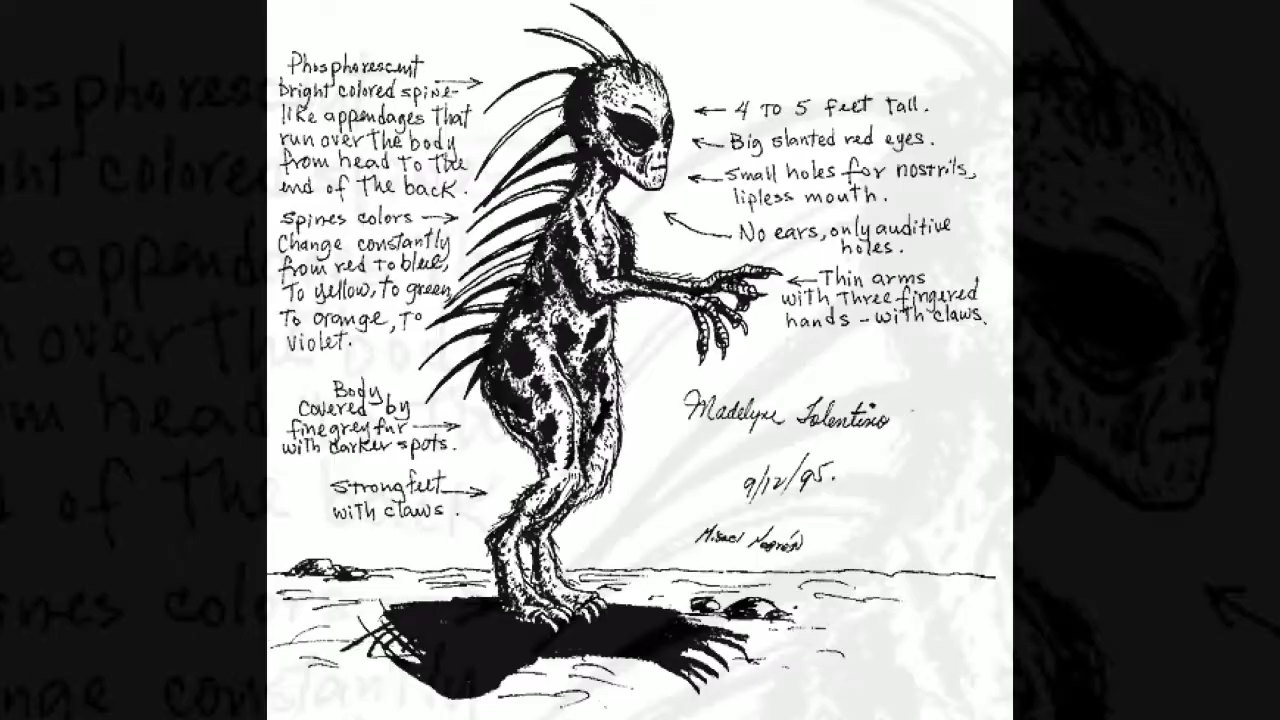 Phosphorescent
bright colored spine-
like appendages that
run over the body
from head to the
end of the back.
Spines colors
Change constantly
from red to blue,
To yellow, to green,
To orange, To
violet.
Body
Covered by
fine grey fur
with darker spots.
Strong feet
with claws.
4 To 5 feet Tall.
Big slanted red eyes.
Small holes for nostrils,
lipless mouth.
No ears, only auditive
holes.
Thin arms
with Three fingered
hands - with claws.
Madelyne Tolentino
9/12/95.